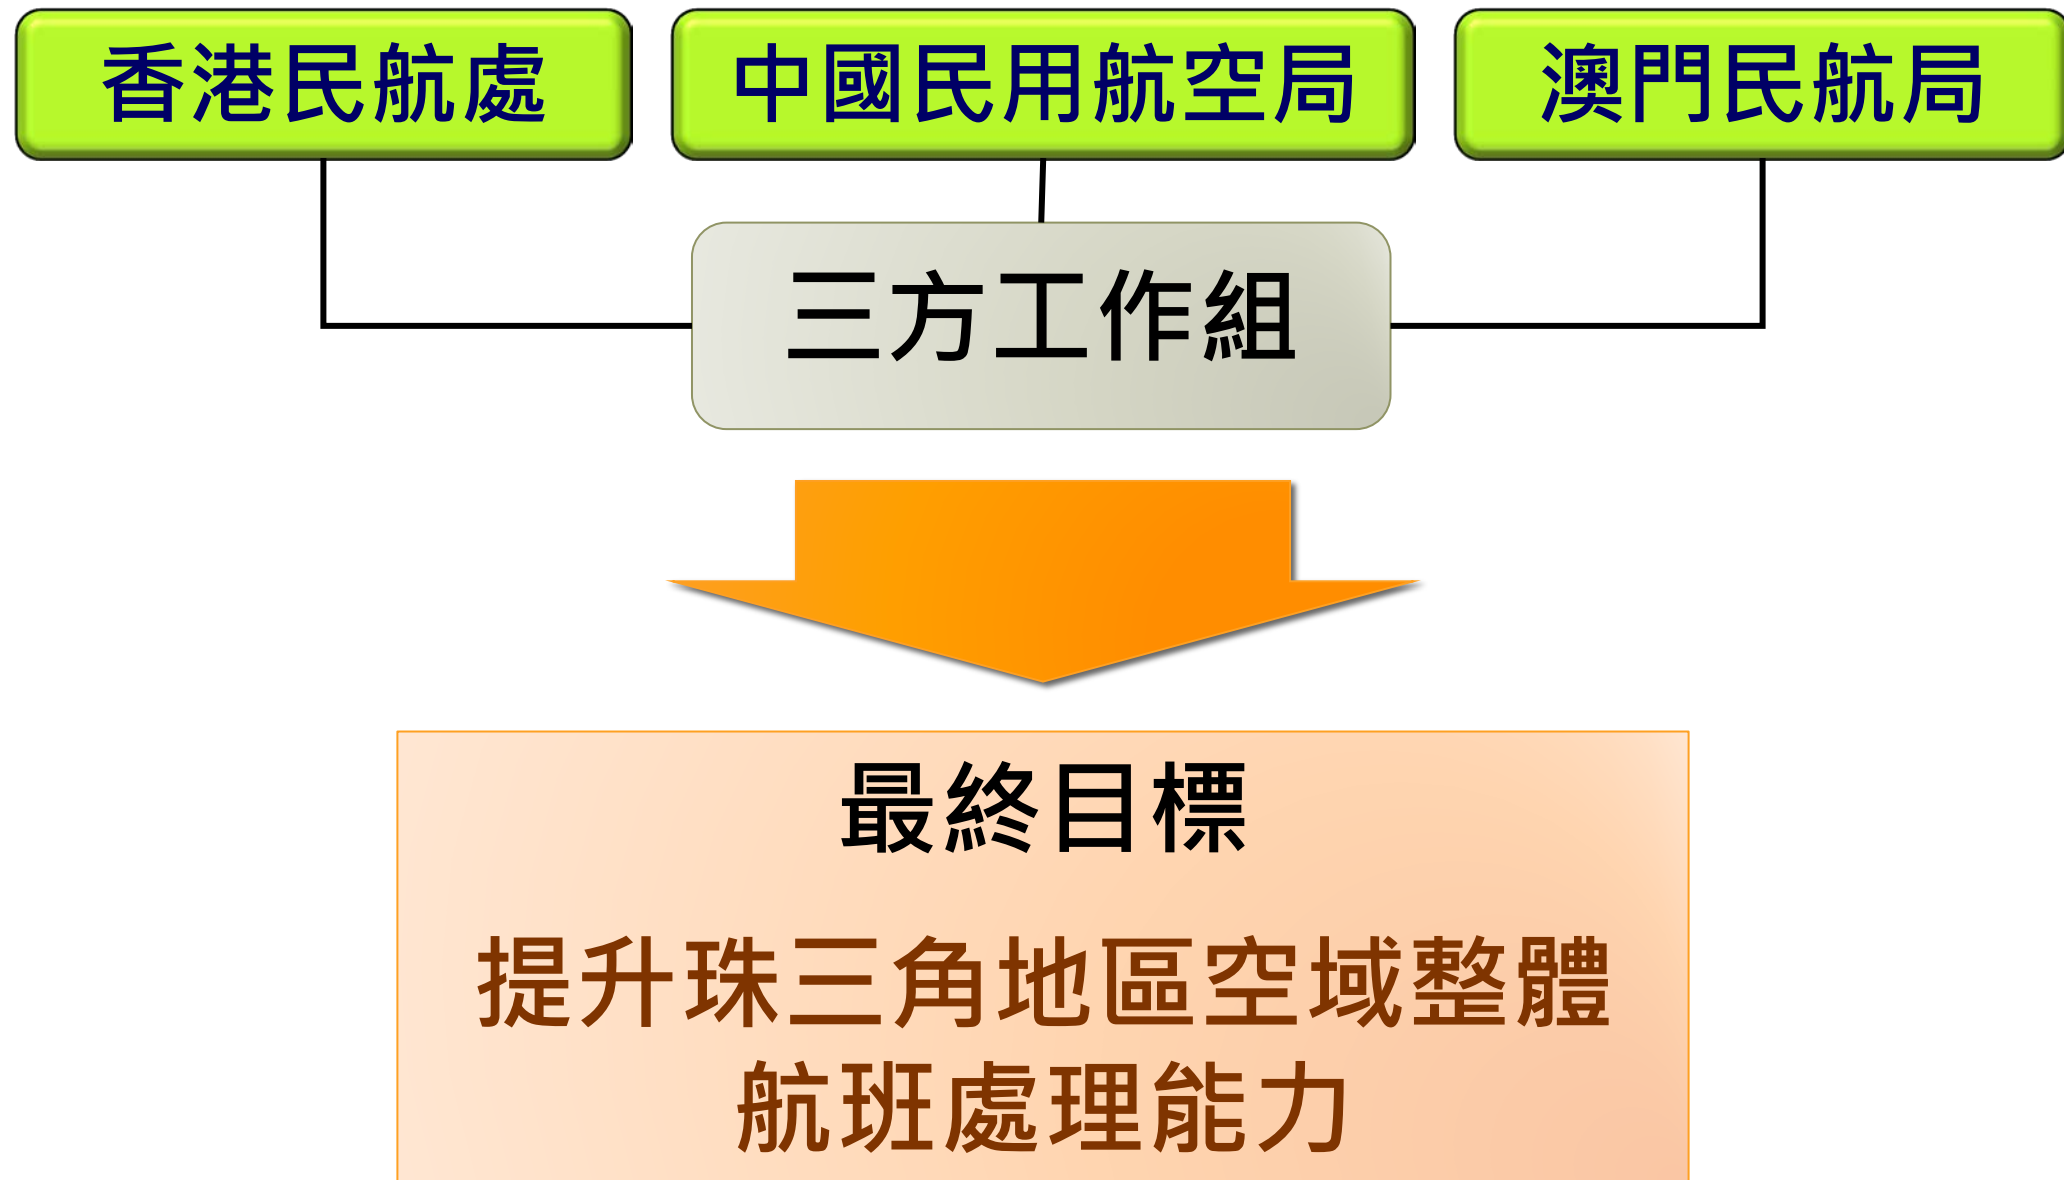 香港民航處
中國民用航空局
澳門民航局
三方工作組
最終目標
提升珠三角地區空域整體
航班處理能力